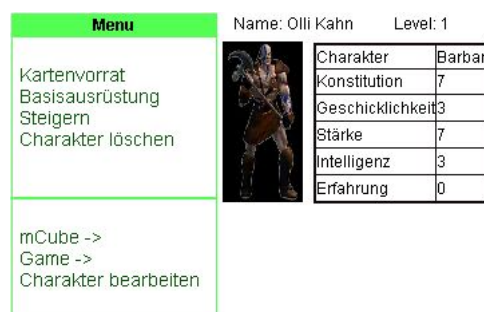 Menu
Kartenvorrat
Basisausrüstung
Steigern
Charakter löschen
mCube ->
Game ->
Charakter bearbeiten
Name: Olli Kahn Level: 1
Charakter Barbar
Konstitution 7
Geschicklichkeit 3
Stärke 7
Intelligenz 3
Erfahrung 0